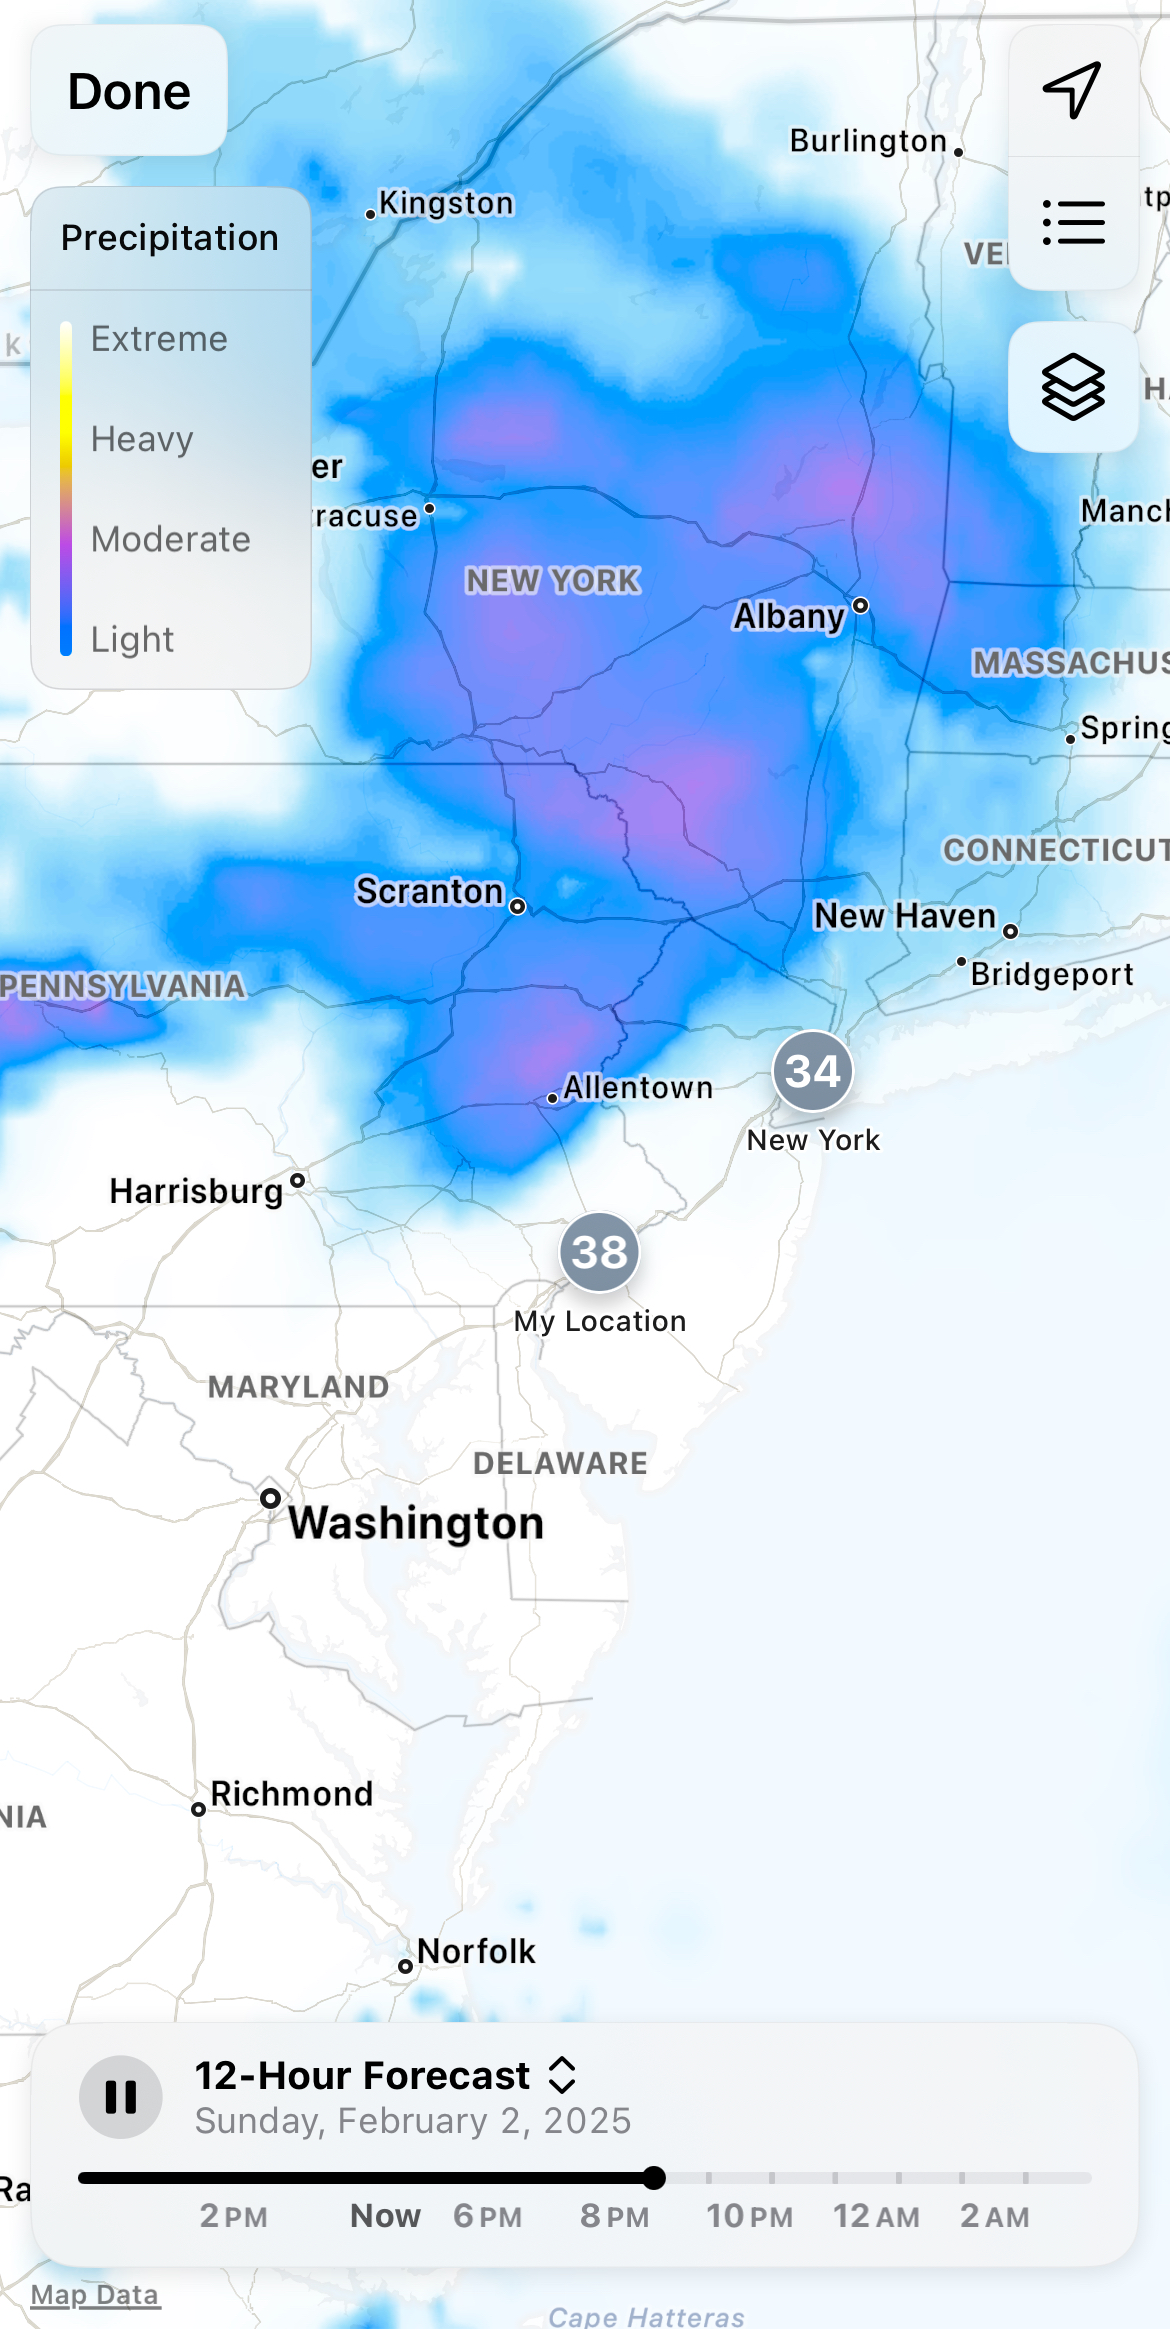 Done
Burlington
Kingston
tp
Precipitation
VE
Extreme
k
H
Heavy
er
Manch
racuse
Moderate
NEW YORK
Albany
Light
MASSACHUS
Spring
CONNECTICUT
Scranton
New Haven
Bridgeport
PENNSYLVANIA
34
Allentown
New York
Harrisburg
38
My Location
MARYLAND
DELAWARE
Washington
Richmond
NIA
Norfolk
12-Hour Forecast
Sunday, February 2, 2025
Ra
2 PM Now 6 PM 8 PM 10 PM 12 AM 2 AM
Map Data
Cape Hatteras